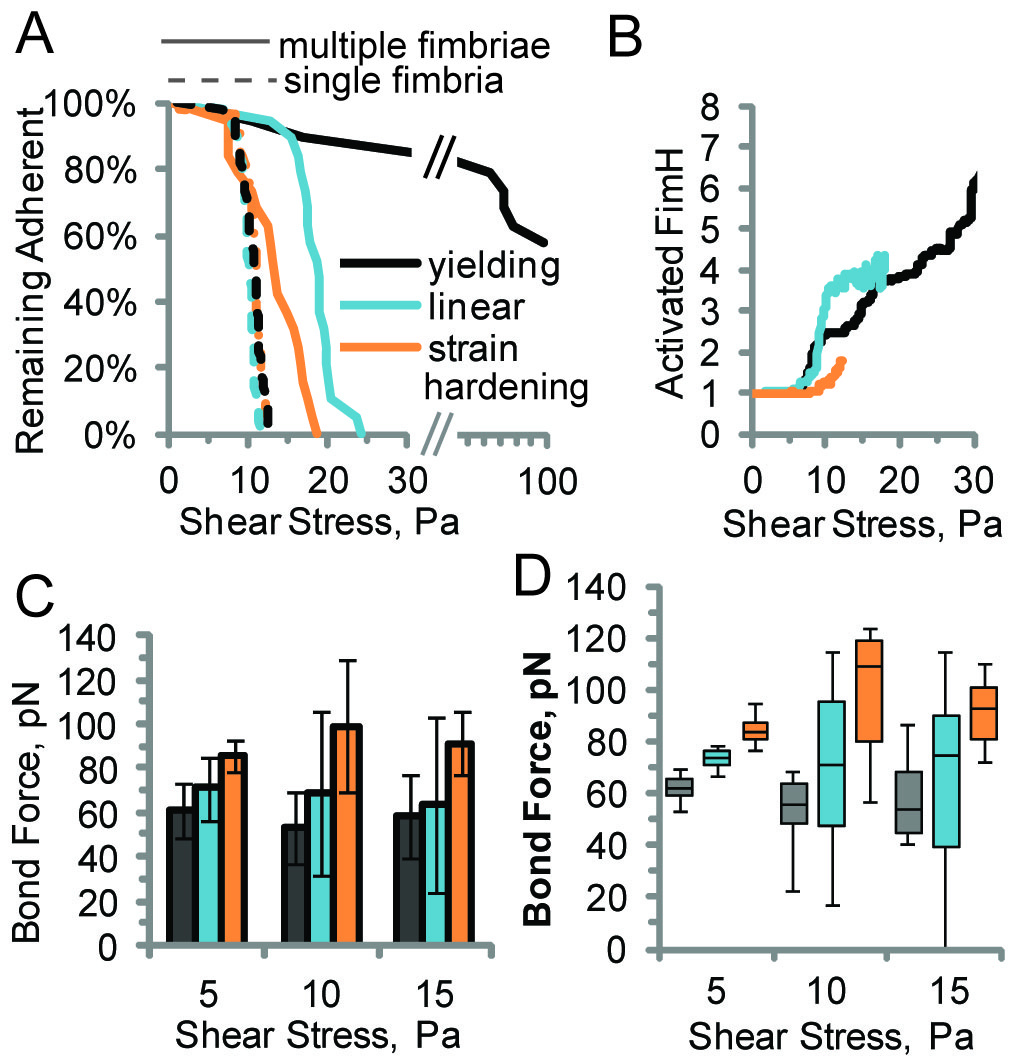 A
multiple fimbriae
single fimbria
100%
80%
60%
40%
20%
0%
Remaining Adherent
yielding
linear
strain
hardening
0
10
20
30
100
Shear Stress, Pa
B
8
7
6
5
4
3
2
1
0
Activated FimH
0
10
20
30
Shear Stress, Pa
C
140
120
100
80
60
40
20
0
Bond Force, pN
5
10
15
Shear Stress, Pa
D
140
120
100
80
60
40
20
0
Bond Force, pN
5
10
15
Shear Stress, Pa